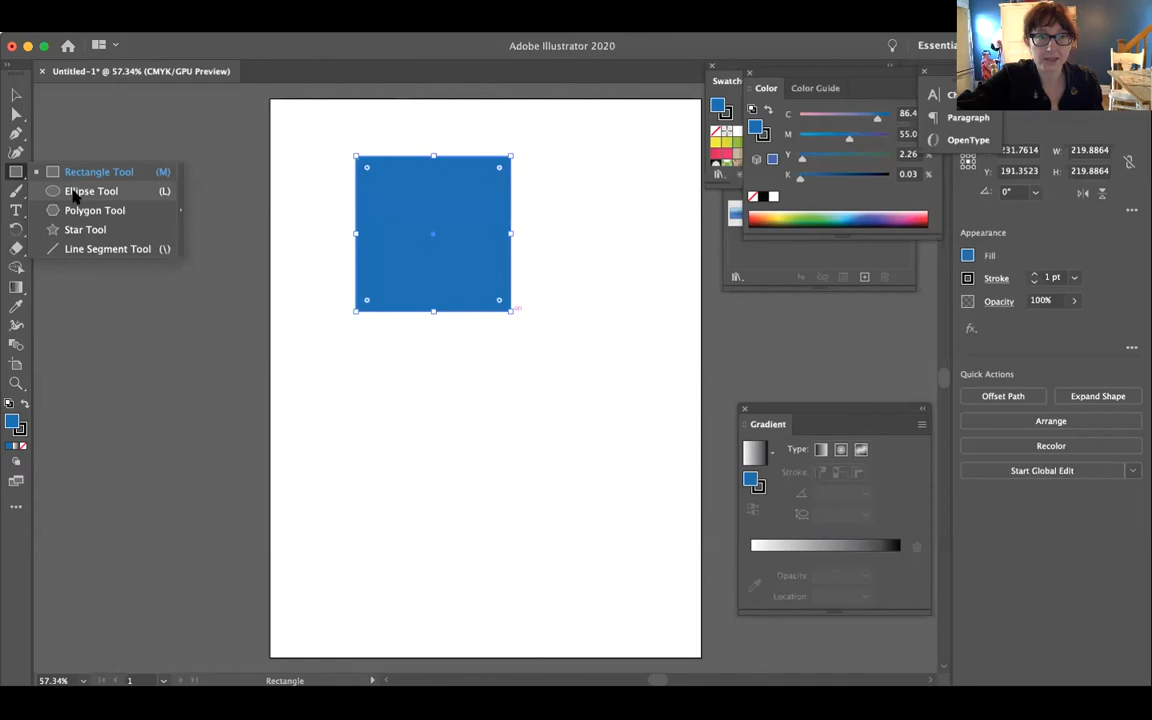 Adobe Illustrator 2020
Essentia
× Untitled-1* @ 57.34% (CMYK/GPU Preview)
Swatch
Color
Color Guide
C 86.4
M 55.0
Y 2.26 %
K 0.03
Paragraph
OpenType
Rectangle Tool (M)
Ellipse Tool (L)
Polygon Tool
Star Tool
Line Segment Tool (\)
231.7614 W: 219.8864
Y: 191.3523 H: 219.8864
0°
Appearance
Fill
Stroke 1 pt
Opacity 100%
fx.
Quick Actions
Offset Path
Expand Shape
Arrange
Recolor
Start Global Edit
Gradient
Type:
Stroke:
Opacity:
Location:
57.34% 1 Rectangle